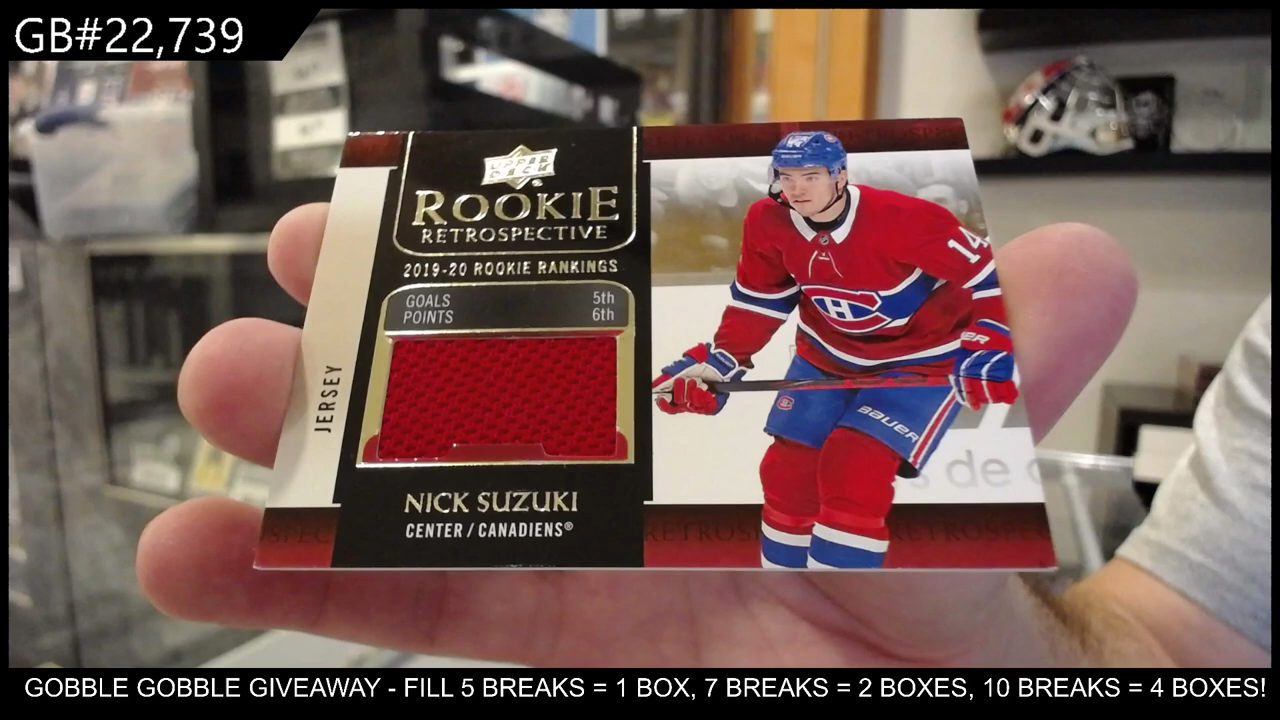 GB#22,739
UPPER
DECK
ROOKIE
RETROSPECTIVE
2019-20 ROOKIE RANKINGS
GOALS 5th
POINTS 6th
JERSEY
NICK SUZUKI
CENTER / CANADIENS®
14
BAUER
de
RETROSPE
GOBBLE GOBBLE GIVEAWAY - FILL 5 BREAKS = 1 BOX, 7 BREAKS = 2 BOXES, 10 BREAKS = 4 BOXES!